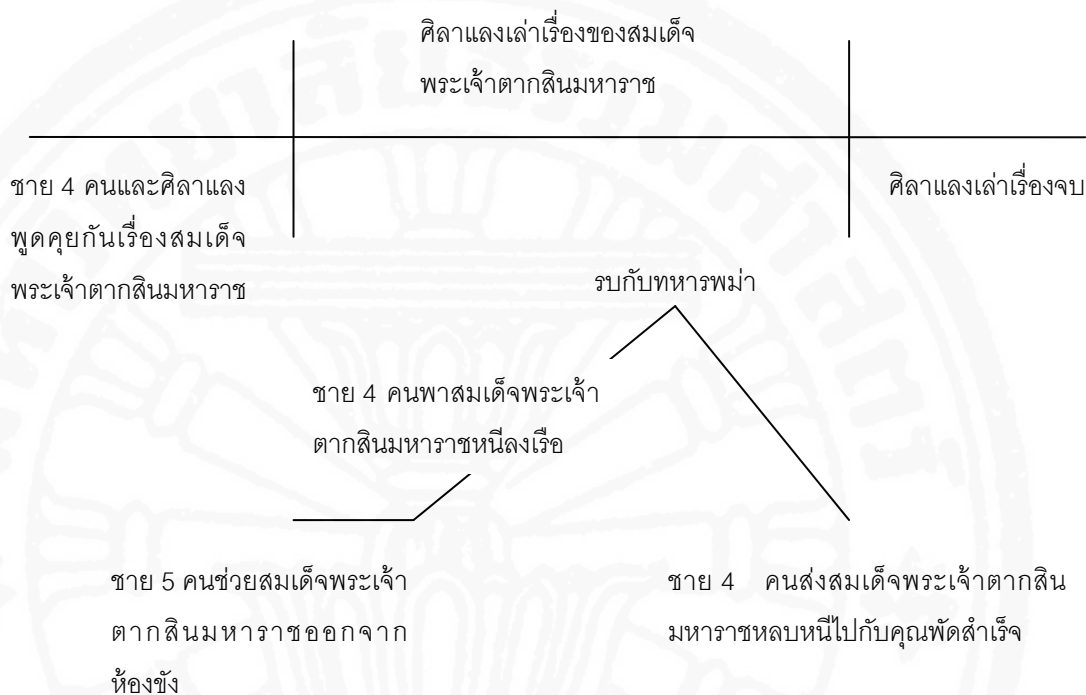 ศิลาแลงเล่าเรื่องของสมเด็จ
พระเจ้าตากสินมหาราช
ชาย 4 คนและศิลาแลง
พูดคุยกันเรื่องสมเด็จ
พระเจ้าตากสินมหาราช
ศิลาแลงเล่าเรื่องจบ
รบกับทหารพม่า
ชาย 4 คนพาสมเด็จพระเจ้า
ตากสินมหาราชหนีลงเรือ
ชาย 5 คนช่วยสมเด็จพระเจ้า
ตากสินมหาราชออกจาก
ห้องขัง
ชาย 4 คนส่งสมเด็จพระเจ้าตากสิน
มหาราชหลบหนีไปกับคุณพัดสำเร็จ